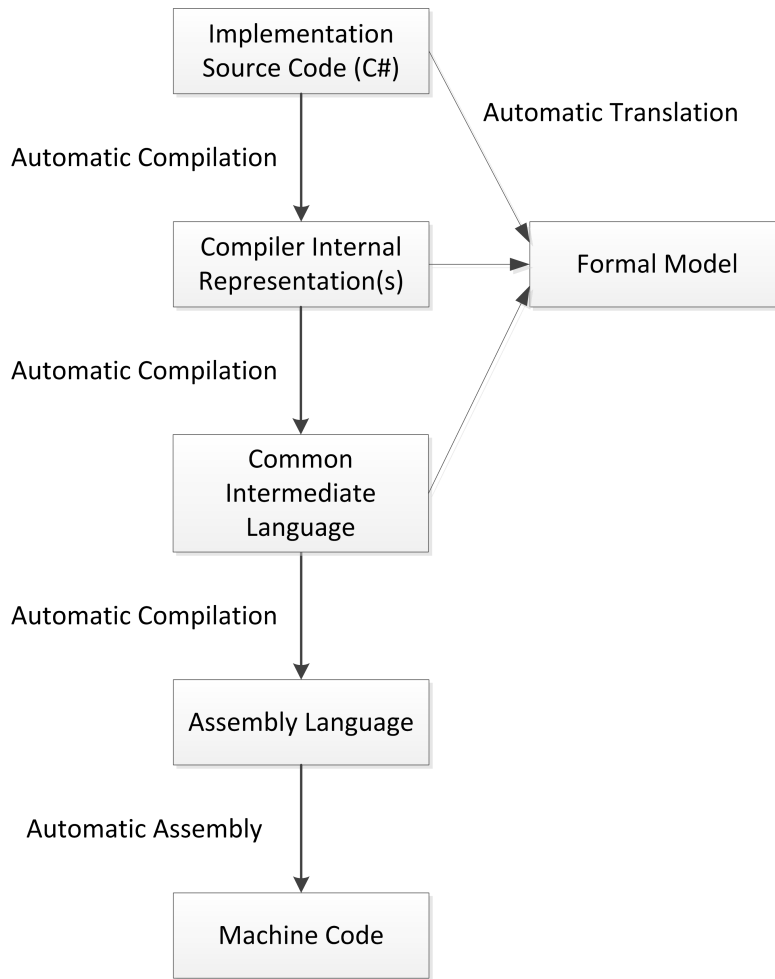 Implementation
Source Code (C#)
Automatic Translation
Automatic Compilation
Compiler Internal
Representation(s)
Formal Model
Automatic Compilation
Common
Intermediate
Language
Automatic Compilation
Assembly Language
Automatic Assembly
Machine Code